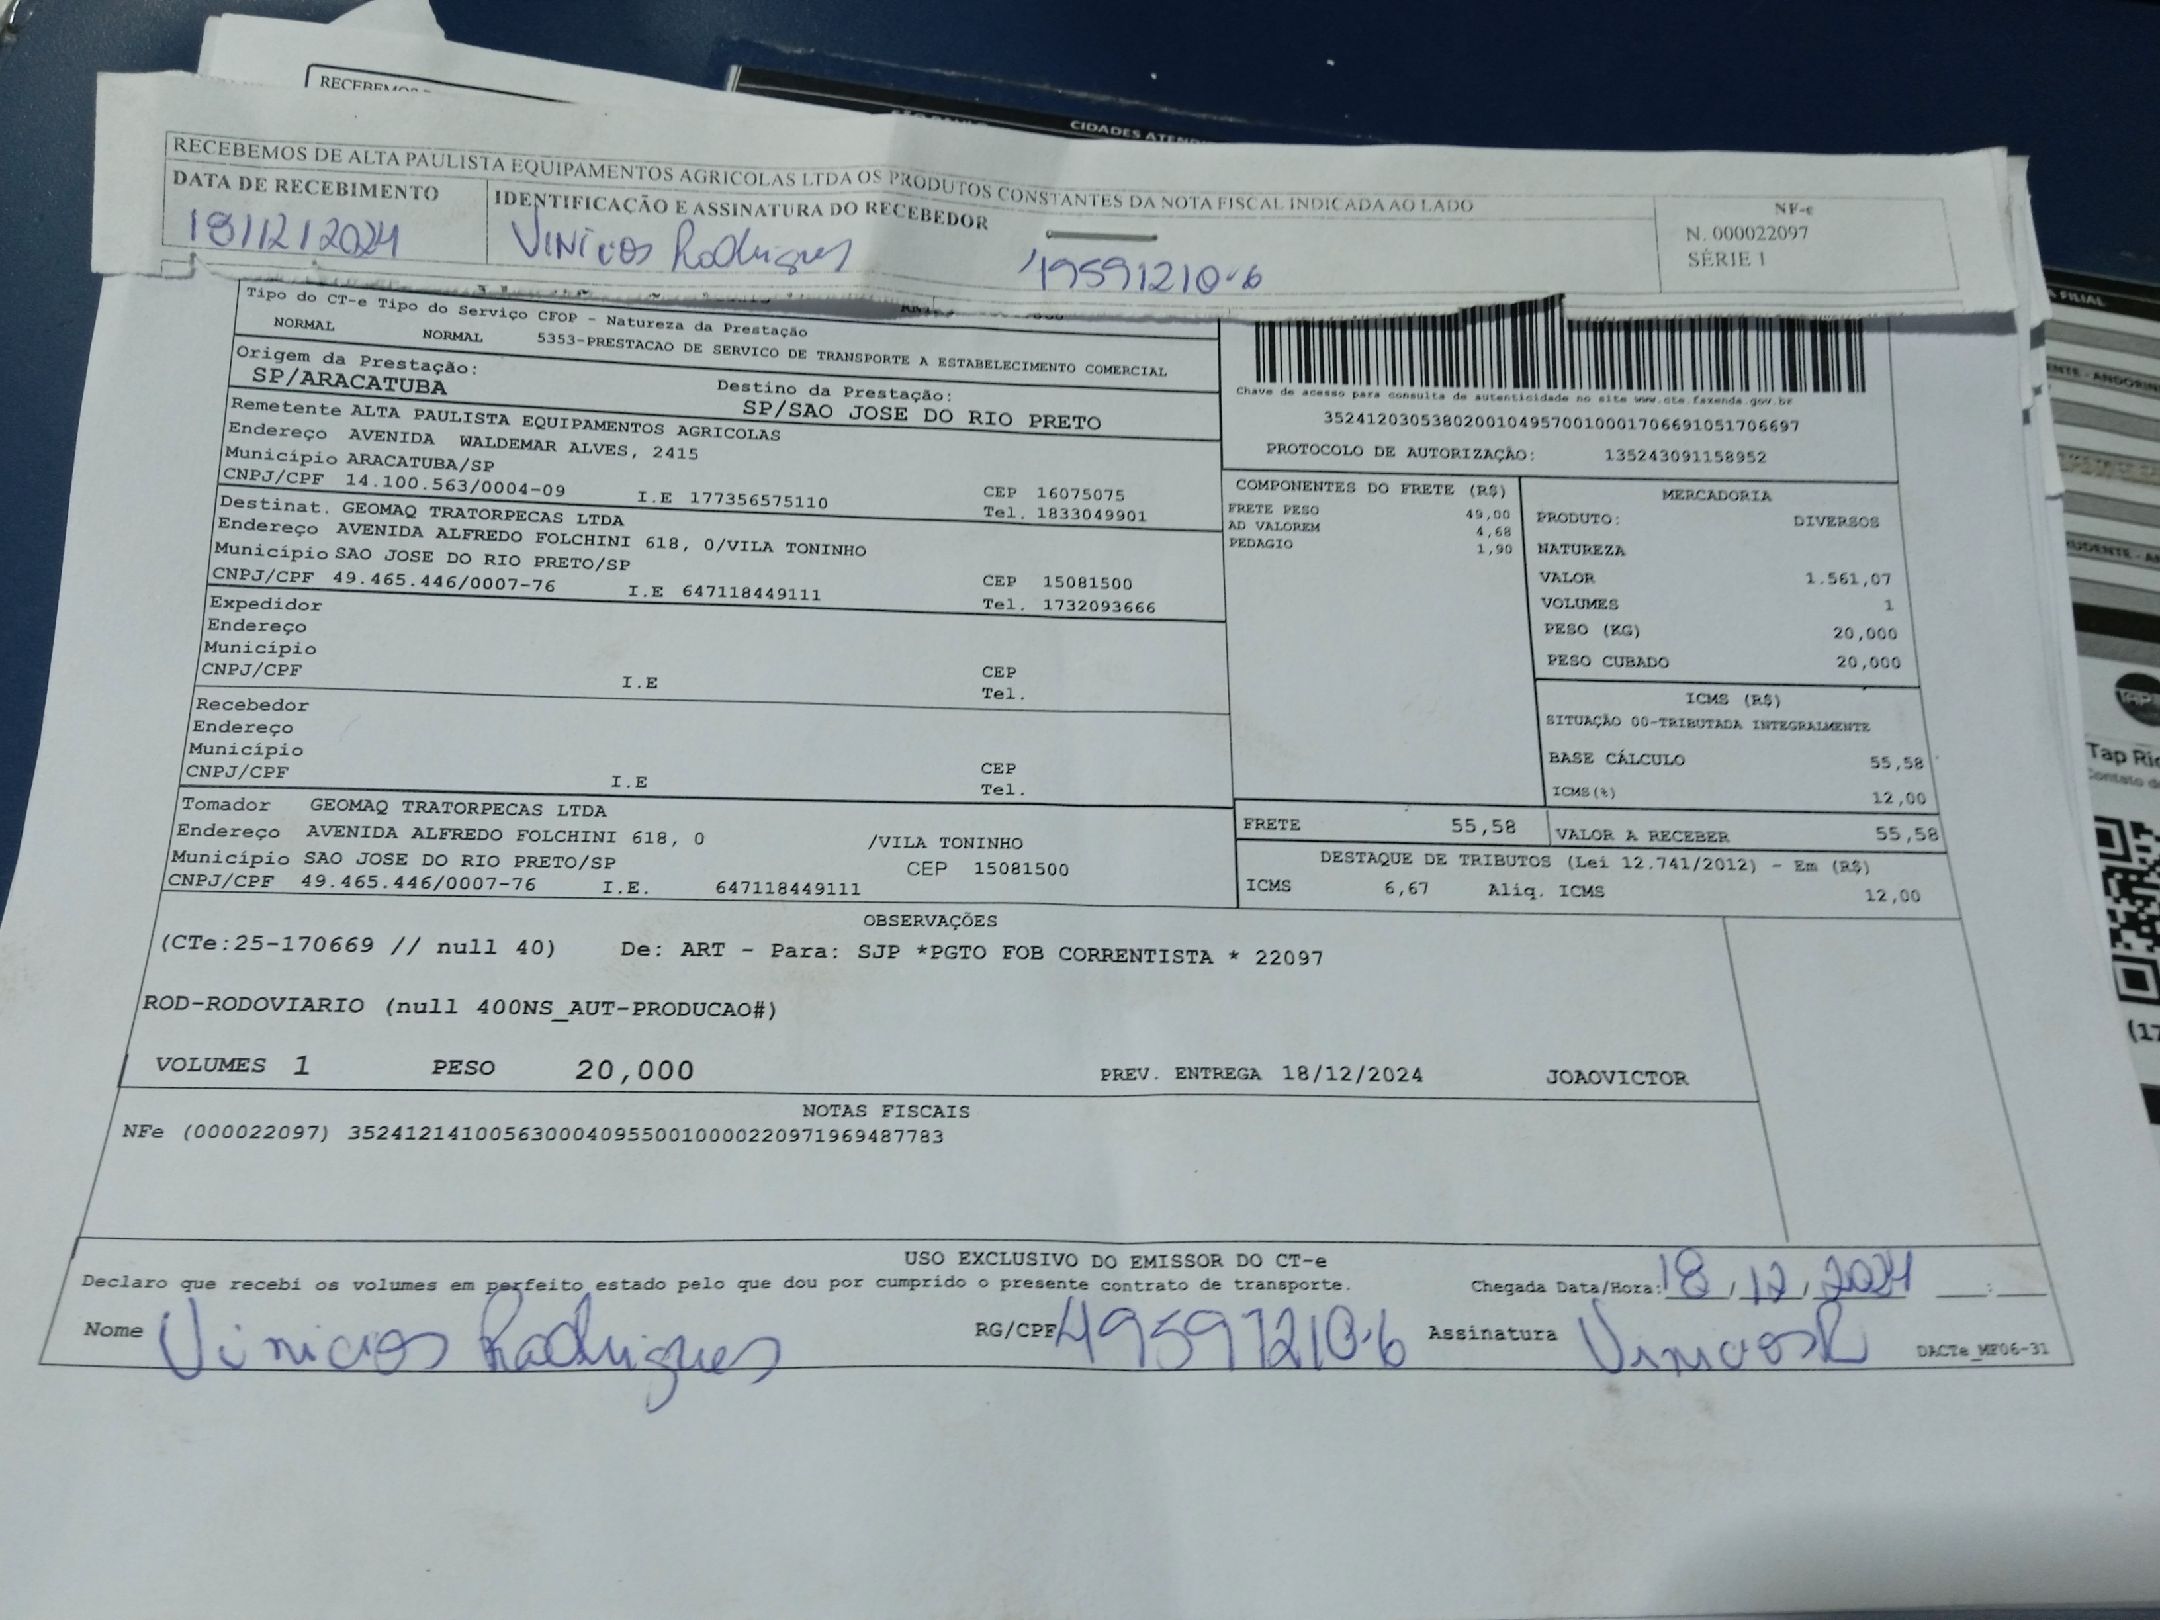 RECEBEMOS
CIDADES
RECEBEMOS DE ALTA PAULISTA EQUIPAMENTOS AGRICOLAS LTDA OS PRODUTOS CONSTANTES DA NOTA FISCAL INDICADA AO LADO
DATA DE RECEBIMENTO
18/12/2024
IDENTIFICAÇÃO E ASSINATURA DO RECEBEDOR
Vinicios Rodrigues 49591210-6
NF-e
N. 000022097
SÉRIE 1
Tipo do CT-e Tipo do Serviço CFOP - Natureza da Prestação
NORMAL NORMAL 5353-PRESTACAO DE SERVICO DE TRANSPORTE A ESTABELECIMENTO COMERCIAL
Origem da Prestação: Destino da Prestação:
SP/ARACATUBA SP/SAO JOSE DO RIO PRETO
Remetente ALTA PAULISTA EQUIPAMENTOS AGRICOLAS
Endereço AVENIDA WALDEMAR ALVES, 2415
Município ARACATUBA/SP CEP 16075075
CNPJ/CPF 14.100.563/0004-09 I.E 177356575110 Tel. 1833049901
Destinat. GEOMAQ TRATORPECAS LTDA
Endereço AVENIDA ALFREDO FOLCHINI 618, 0/VILA TONINHO
Município SAO JOSE DO RIO PRETO/SP CEP 15081500
CNPJ/CPF 49.465.446/0007-76 I.E 647118449111 Tel. 1732093666
Expedidor
Endereço
Município CEP
CNPJ/CPF I.E Tel.
Recebedor
Endereço
Município CEP
CNPJ/CPF I.E Tel.
Tomador GEOMAQ TRATORPECAS LTDA
Endereço AVENIDA ALFREDO FOLCHINI 618, 0 /VILA TONINHO
Município SAO JOSE DO RIO PRETO/SP CEP 15081500
CNPJ/CPF 49.465.446/0007-76 I.E. 647118449111
Chave de acesso para consulta de autenticidade no site www.cte.fazenda.gov.br
35241203053802001049570010001706691051706697
PROTOCOLO DE AUTORIZAÇÃO: 135243091158952
COMPONENTES DO FRETE (R$)
FRETE PESO 49,00
AD VALOREM 4,68
PEDAGIO 1,90
MERCADORIA
PRODUTO: DIVERSOS
NATUREZA
VALOR 1.561,07
VOLUMES 1
PESO (KG) 20,000
PESO CUBADO 20,000
ICMS (R$)
SITUAÇÃO 00-TRIBUTADA INTEGRALMENTE
BASE CÁLCULO 55,58
ICMS(%) 12,00
FRETE 55,58 VALOR A RECEBER 55,58
DESTAQUE DE TRIBUTOS (Lei 12.741/2012) - Em (R$)
ICMS 6,67 Aliq. ICMS 12,00
OBSERVAÇÕES
(CTe:25-170669 // null 40) De: ART - Para: SJP *PGTO FOB CORRENTISTA * 22097
ROD-RODOVIARIO (null 400NS_AUT-PRODUCAO#)
VOLUMES 1 PESO 20,000 PREV. ENTREGA 18/12/2024 JOAOVICTOR
NOTAS FISCAIS
NFe (000022097) 35241214100563000409550010000220971969487783
USO EXCLUSIVO DO EMISSOR DO CT-e
Declaro que recebi os volumes em perfeito estado pelo que dou por cumprido o presente contrato de transporte. Chegada Data/Hora: 18/12/2024 __:__
Nome Vinicios Rodrigues RG/CPF 49591210-6 Assinatura Vinicios R
DACTe_MF06-31
FILIAL
Tap
(17